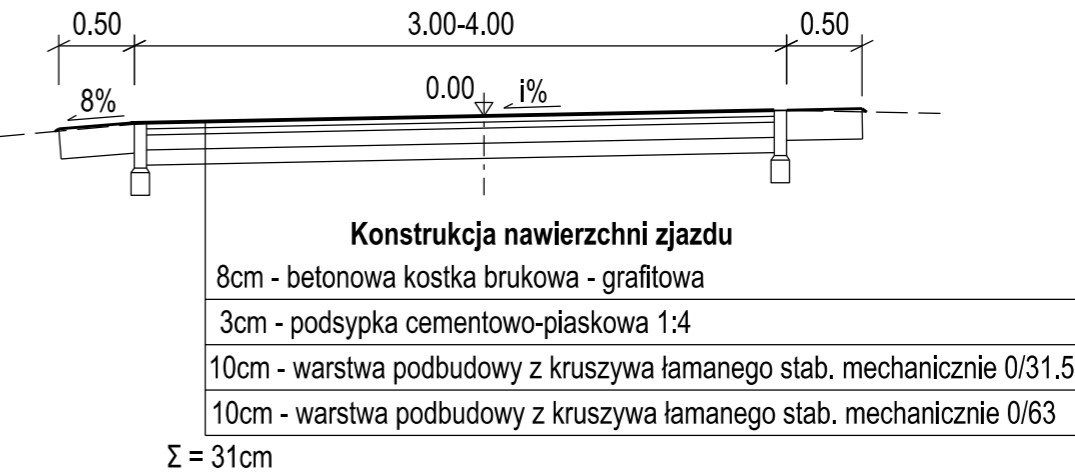 0.50 3.00-4.00 0.50
8% 0.00 i%
Konstrukcja nawierzchni zjazdu
8cm - betonowa kostka brukowa - grafitowa
3cm - podsypka cementowo-piaskowa 1:4
10cm - warstwa podbudowy z kruszywa łamanego stab. mechanicznie 0/31.5
10cm - warstwa podbudowy z kruszywa łamanego stab. mechanicznie 0/63
Σ = 31cm